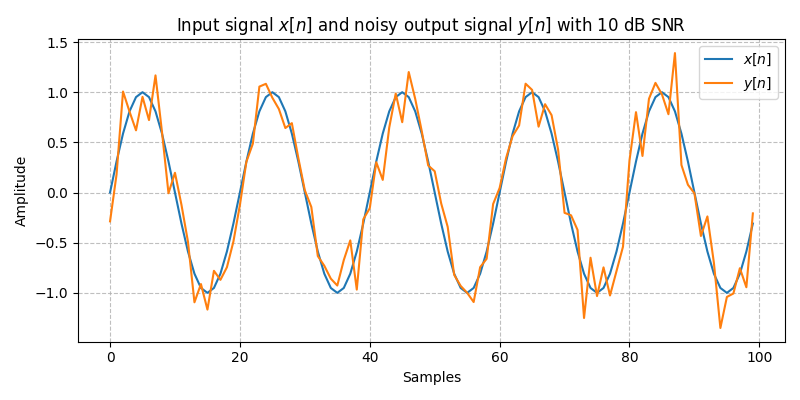 Input signal x[n] and noisy output signal y[n] with 10 dB SNR
1.5
1.0
0.5
0.0
−0.5
−1.0
Amplitude
x[n]
y[n]
0 20 40 60 80 100
Samples